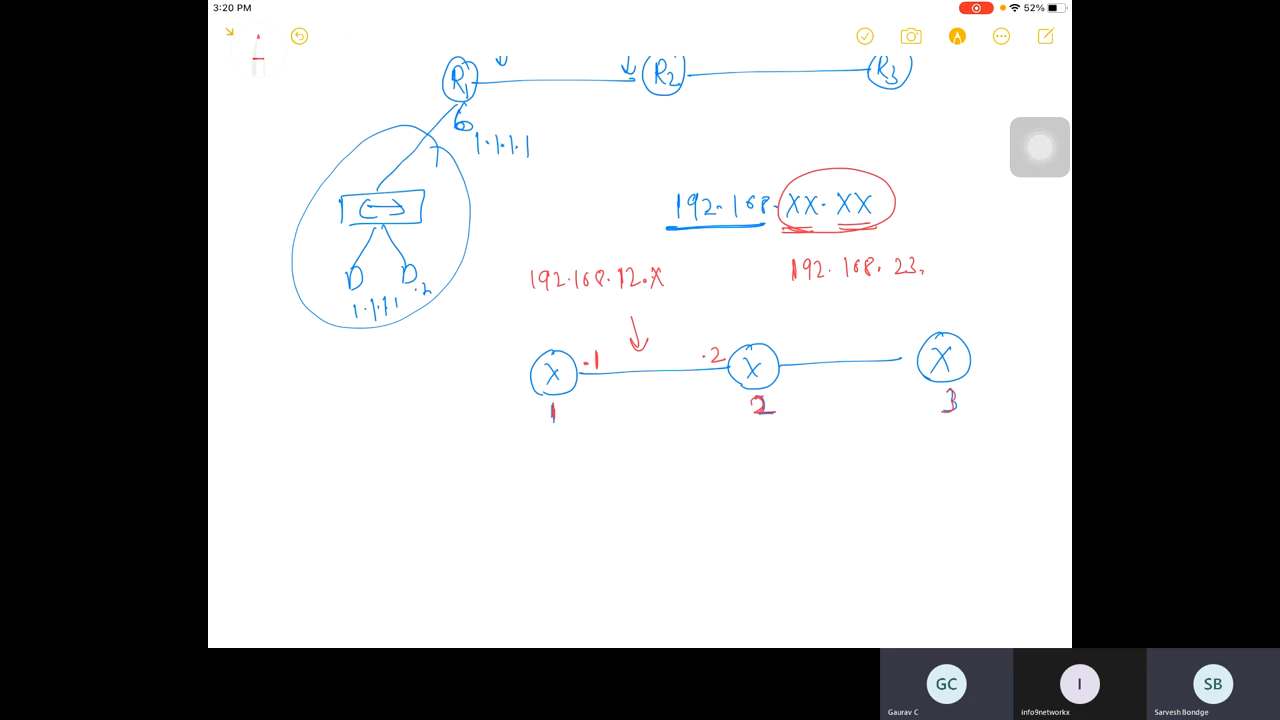 3:20 PM
52%
R1
R2
R3
1.1.1.1
192.168.XX.XX
192.168.12.X
192.168.23.
D D
1.1.1.1 .2
.1 .2
X X X
1 2 3
GC I SB
Gaurav C info9networkx Sarvesh Bondge